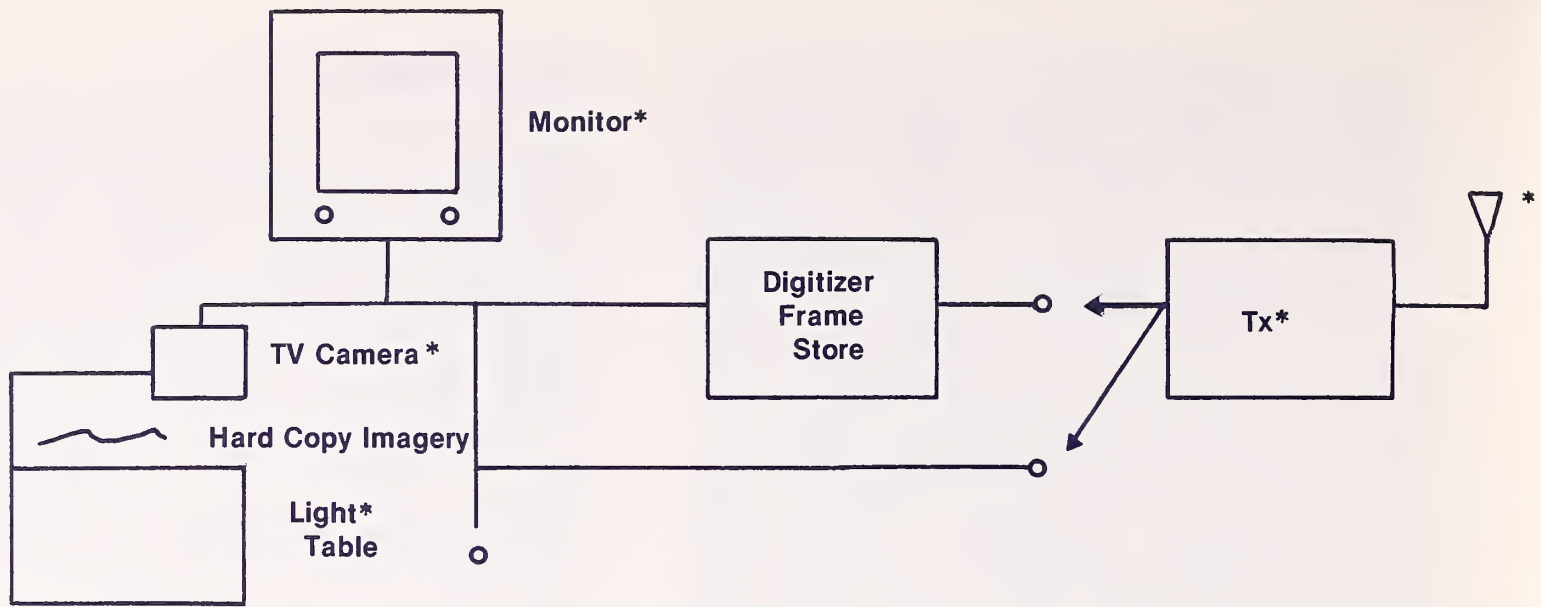 Monitor*
*
Digitizer
Frame
Store
Tx*
TV Camera*
Hard Copy Imagery
Light*
Table